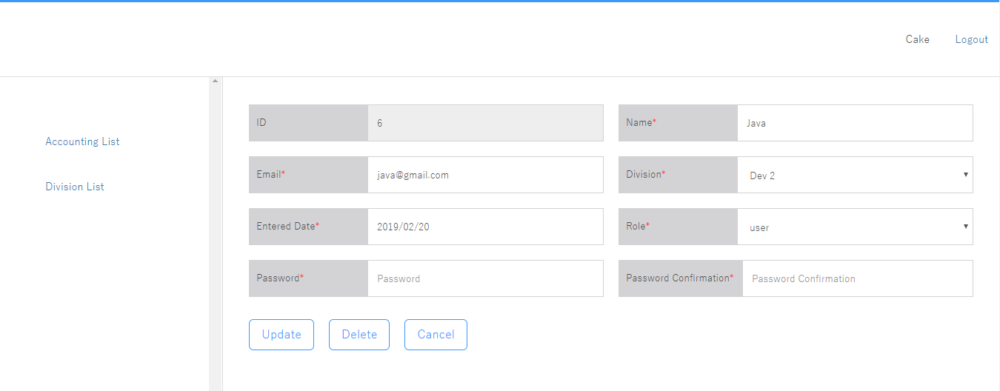 Cake Logout
Accounting List
Division List
ID 6 Name* Java
Email* java@gmail.com Division* Dev 2
Entered Date* 2019/02/20 Role* user
Password* Password Password Confirmation* Password Confirmation
Update Delete Cancel